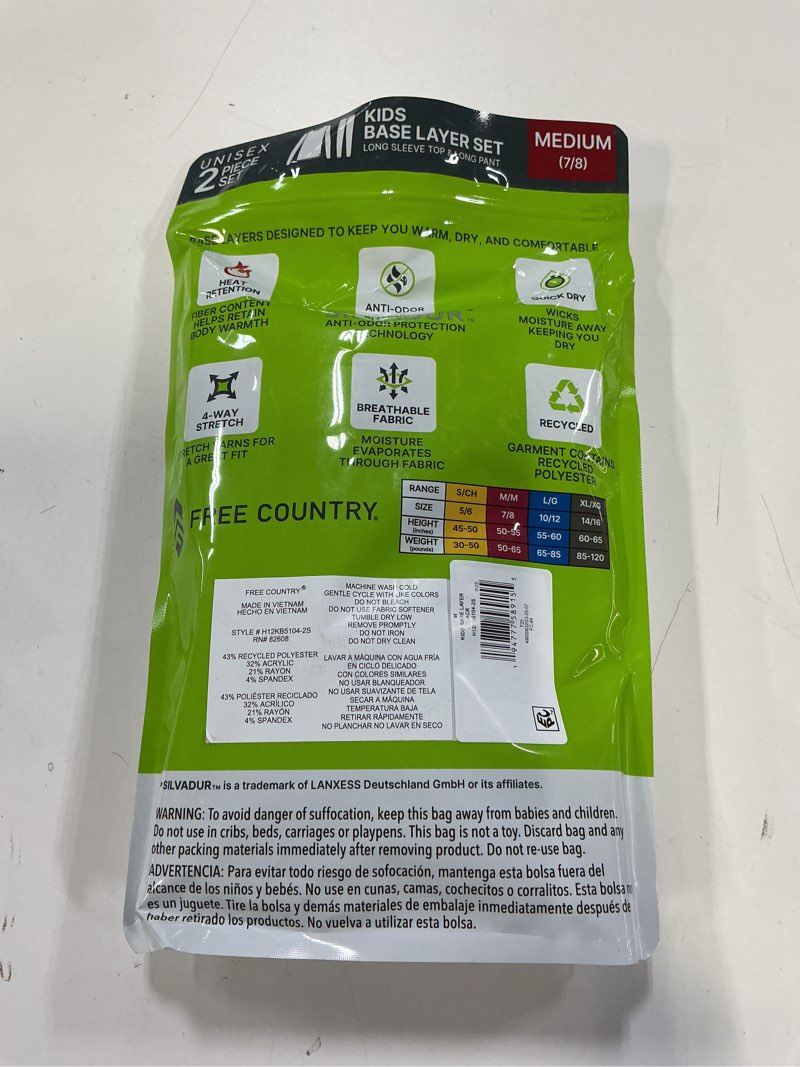 UNISEX
2 PIECE
SET
KIDS
BASE LAYER SET
LONG SLEEVE TOP & LONG PANT
MEDIUM
(7/8)
BASE LAYERS DESIGNED TO KEEP YOU WARM, DRY, AND COMFORTABLE
HEAT
RETENTION
FIBER CONTENT
HELPS RETAIN
BODY WARMTH
ANTI-ODOR
ANTI-ODOR PROTECTION
TECHNOLOGY
QUICK DRY
WICKS
MOISTURE AWAY
KEEPING YOU
DRY
4-WAY
STRETCH
STRETCH YARNS FOR
A GREAT FIT
BREATHABLE
FABRIC
MOISTURE
EVAPORATES
THROUGH FABRIC
RECYCLED
GARMENT CONTAINS
RECYCLED
POLYESTER
FREE COUNTRY®
RANGE S/CH M/M L/G XL/XG
SIZE 5/6 7/8 10/12 14/16
HEIGHT (inches) 45-50 50-55 55-60 60-65
WEIGHT (pounds) 30-50 50-65 65-85 85-120
FREE COUNTRY®
MADE IN VIETNAM
HECHO EN VIETNAM
STYLE # H12KB5104-2S
RN# 82608
43% RECYCLED POLYESTER
32% ACRYLIC
21% RAYON
4% SPANDEX
43% POLIÉSTER RECICLADO
32% ACRÍLICO
21% RAYÓN
4% SPANDEX
MACHINE WASH COLD
GENTLE CYCLE WITH LIKE COLORS
DO NOT BLEACH
DO NOT USE FABRIC SOFTENER
TUMBLE DRY LOW
REMOVE PROMPTLY
DO NOT IRON
DO NOT DRY CLEAN
LAVAR A MÁQUINA CON AGUA FRÍA
EN CICLO DELICADO
CON COLORES SIMILARES
NO USAR BLANQUEADOR
NO USAR SUAVIZANTE DE TELA
SECAR A MÁQUINA
TEMPERATURA BAJA
RETIRAR RÁPIDAMENTE
NO PLANCHAR NO LAVAR EN SECO
M
KIDS BASE LAYER
1 94777 58915 5
*SILVADUR™ is a trademark of LANXESS Deutschland GmbH or its affiliates.
WARNING: To avoid danger of suffocation, keep this bag away from babies and children.
Do not use in cribs, beds, carriages or playpens. This bag is not a toy. Discard bag and any
other packing materials immediately after removing product. Do not re-use bag.
ADVERTENCIA: Para evitar todo riesgo de sofocación, mantenga esta bolsa fuera del
alcance de los niños y bebés. No use en cunas, camas, cochecitos o corralitos. Esta bolsa no
es un juguete. Tire la bolsa y demás materiales de embalaje inmediatamente después de
haber retirado los productos. No vuelva a utilizar esta bolsa.